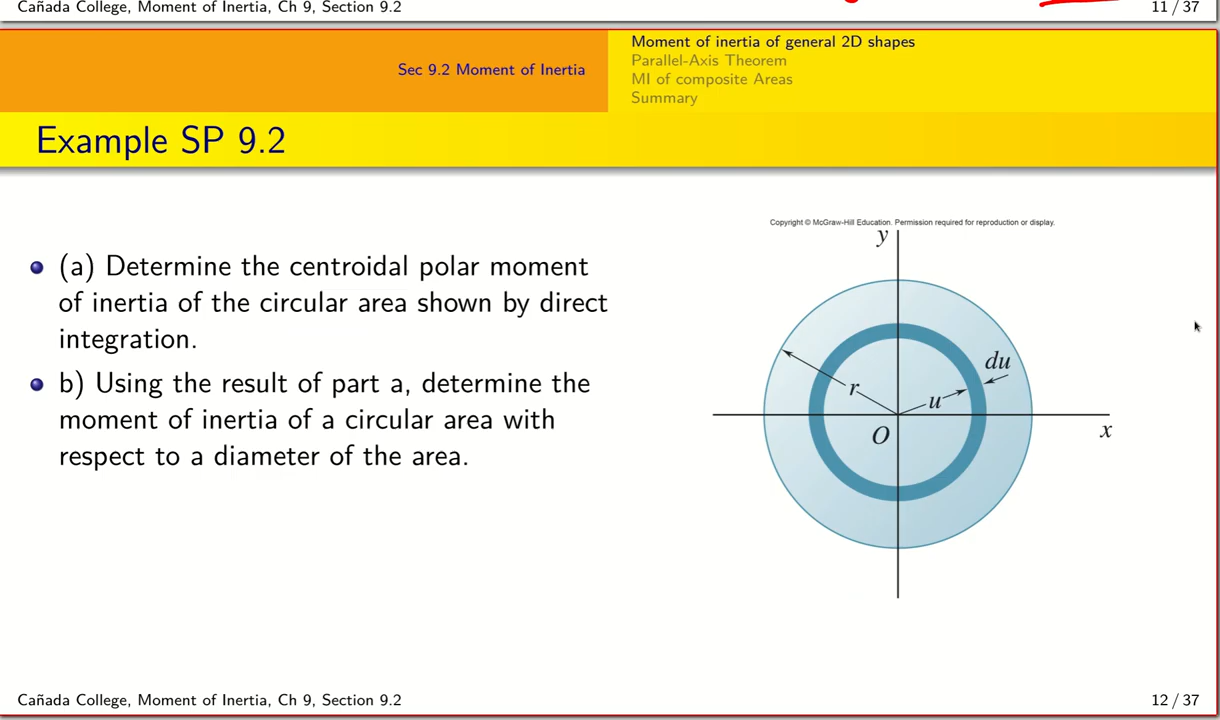 Cañada College, Moment of Inertia, Ch 9, Section 9.2
11 / 37
Sec 9.2 Moment of Inertia
Moment of inertia of general 2D shapes
Parallel-Axis Theorem
MI of composite Areas
Summary
Example SP 9.2
(a) Determine the centroidal polar moment
of inertia of the circular area shown by direct
integration.
b) Using the result of part a, determine the
moment of inertia of a circular area with
respect to a diameter of the area.
Copyright © McGraw-Hill Education. Permission required for reproduction or display.
y
du
r
u
O
x
Cañada College, Moment of Inertia, Ch 9, Section 9.2
12 / 37